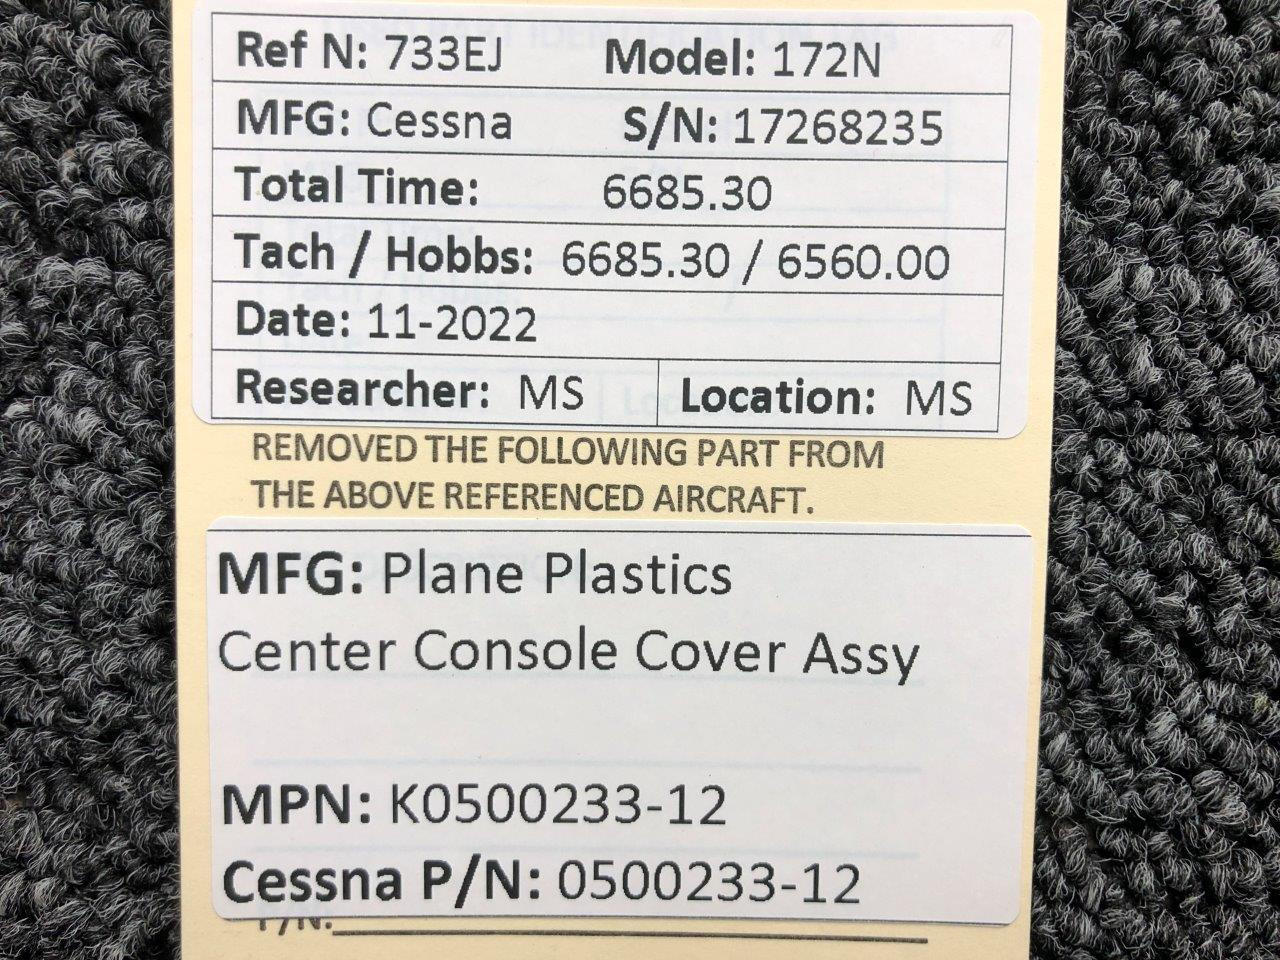 Ref N: 733EJ Model: 172N
MFG: Cessna S/N: 17268235
Total Time: 6685.30
Tach / Hobbs: 6685.30 / 6560.00
Date: 11-2022
Researcher: MS Location: MS
REMOVED THE FOLLOWING PART FROM
THE ABOVE REFERENCED AIRCRAFT.
MFG: Plane Plastics
Center Console Cover Assy
MPN: K0500233-12
Cessna P/N: 0500233-12
P/N: